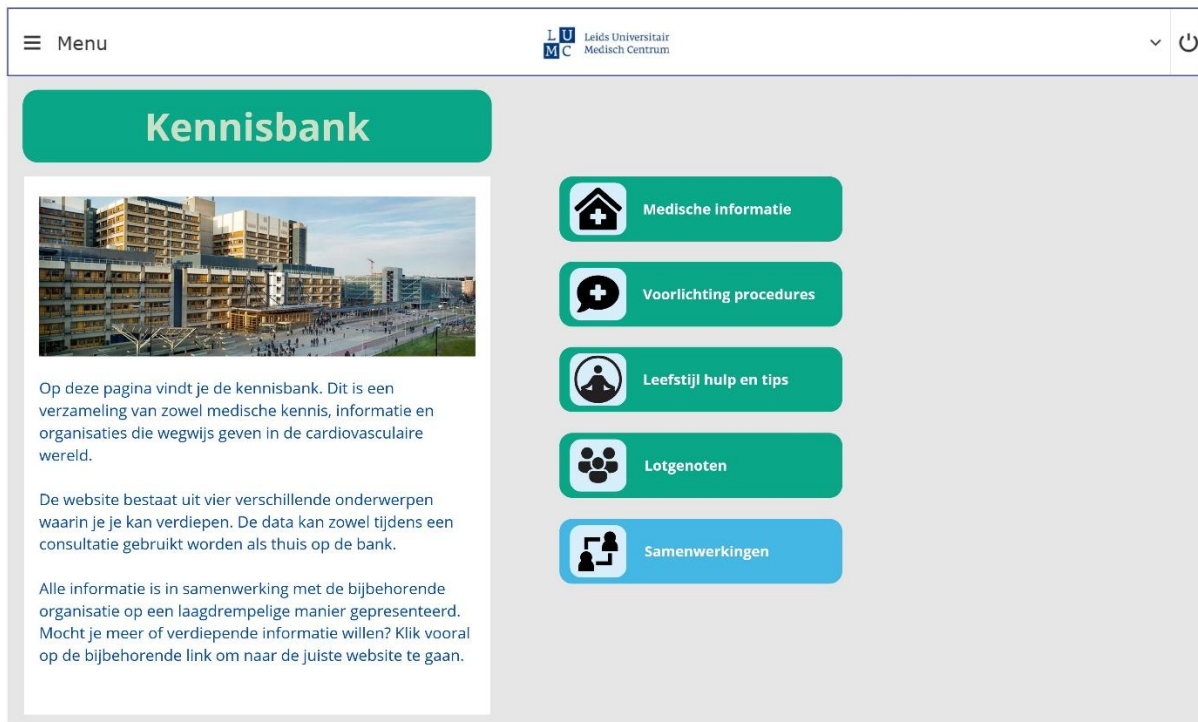 Menu
L U M C
Leids Universitair
Medisch Centrum
Kennisbank
Op deze pagina vindt je de kennisbank. Dit is een
verzameling van zowel medische kennis, informatie en
organisaties die wegwijs geven in de cardiovasculaire
wereld.
De website bestaat uit vier verschillende onderwerpen
waarin je je kan verdiepen. De data kan zowel tijdens een
consultatie gebruikt worden als thuis op de bank.
Alle informatie is in samenwerking met de bijbehorende
organisatie op een laagdrempelige manier gepresenteerd.
Mocht je meer of verdiepende informatie willen? Klik vooral
op de bijbehorende link om naar de juiste website te gaan.
Medische informatie
Voorlichting procedures
Leefstijl hulp en tips
Lotgenoten
Samenwerkingen